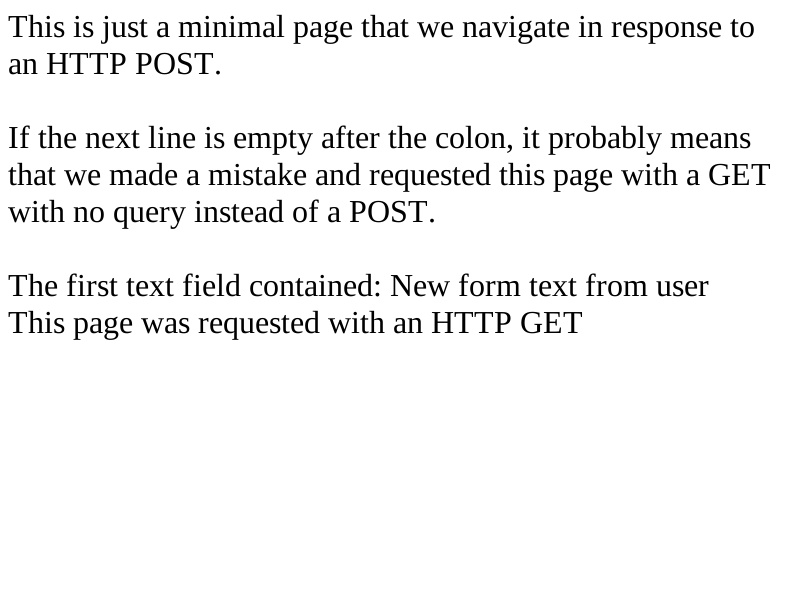 This is just a minimal page that we navigate in response to
an HTTP POST.
If the next line is empty after the colon, it probably means
that we made a mistake and requested this page with a GET
with no query instead of a POST.
The first text field contained: New form text from user
This page was requested with an HTTP GET